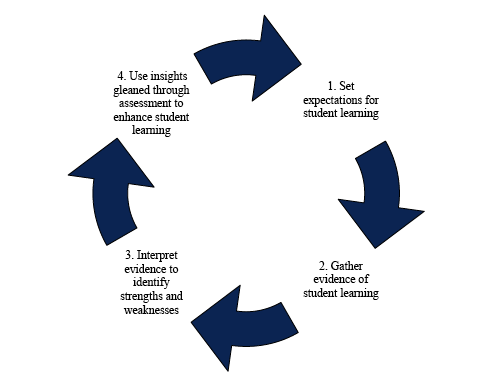 1. Set
expectations for
student learning
2. Gather
evidence of
student learning
3. Interpret
evidence to
identify
strengths and
weaknesses
4. Use insights
gleaned through
assessment to
enhance student
learning